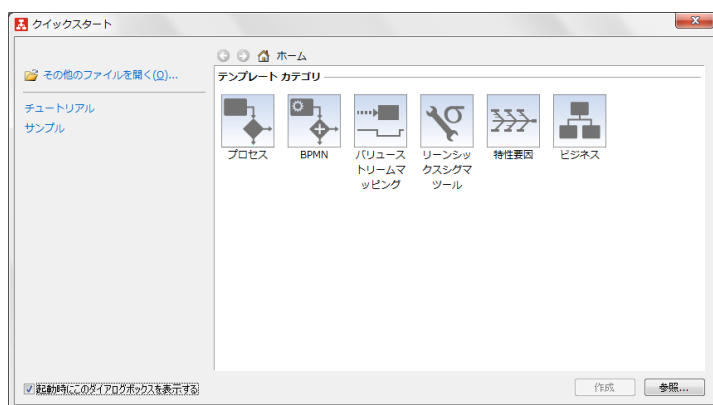 クイックスタート
その他のファイルを開く(O)...
チュートリアル
サンプル
ホーム
テンプレート カテゴリ
プロセス
BPMN
バリュース
トリームマ
ッピング
リーンシッ
クスシグマ
ツール
特性要因
ビジネス
起動時にこのダイアログボックスを表示する
作成
参照...